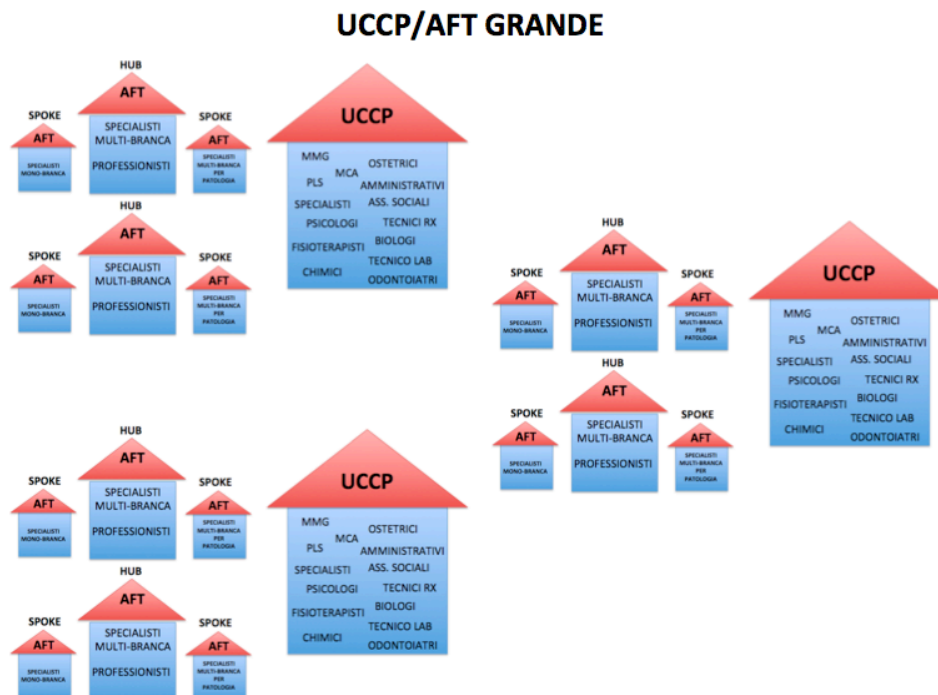 UCCP/AFT GRANDE
HUB
AFT
SPOKE
AFT
SPECIALISTI
MONO-BRANCA
SPECIALISTI
MULTI-BRANCA
PROFESSIONISTI
SPOKE
AFT
SPECIALISTI
MULTI-BRANCA
PER
PATOLOGIA
HUB
AFT
SPOKE
AFT
SPECIALISTI
MONO-BRANCA
SPECIALISTI
MULTI-BRANCA
PROFESSIONISTI
SPOKE
AFT
SPECIALISTI
MULTI-BRANCA
PER
PATOLOGIA
UCCP
MMG
OSTETRICI
MCA
PLS
AMMINISTRATIVI
SPECIALISTI
ASS. SOCIALI
PSICOLOGI
TECNICI RX
FISIOTERAPISTI
BIOLOGI
TECNICO LAB
CHIMICI
ODONTOIATRI
HUB
AFT
SPOKE
AFT
SPECIALISTI
MONO-BRANCA
SPECIALISTI
MULTI-BRANCA
PROFESSIONISTI
SPOKE
AFT
SPECIALISTI
MULTI-BRANCA
PER
PATOLOGIA
HUB
AFT
SPOKE
AFT
SPECIALISTI
MONO-BRANCA
SPECIALISTI
MULTI-BRANCA
PROFESSIONISTI
SPOKE
AFT
SPECIALISTI
MULTI-BRANCA
PER
PATOLOGIA
UCCP
MMG
OSTETRICI
MCA
PLS
AMMINISTRATIVI
SPECIALISTI
ASS. SOCIALI
PSICOLOGI
TECNICI RX
FISIOTERAPISTI
BIOLOGI
TECNICO LAB
CHIMICI
ODONTOIATRI
HUB
AFT
SPOKE
AFT
SPECIALISTI
MONO-BRANCA
SPECIALISTI
MULTI-BRANCA
PROFESSIONISTI
SPOKE
AFT
SPECIALISTI
MULTI-BRANCA
PER
PATOLOGIA
HUB
AFT
SPOKE
AFT
SPECIALISTI
MONO-BRANCA
SPECIALISTI
MULTI-BRANCA
PROFESSIONISTI
SPOKE
AFT
SPECIALISTI
MULTI-BRANCA
PER
PATOLOGIA
UCCP
MMG
OSTETRICI
MCA
PLS
AMMINISTRATIVI
SPECIALISTI
ASS. SOCIALI
PSICOLOGI
TECNICI RX
FISIOTERAPISTI
BIOLOGI
TECNICO LAB
CHIMICI
ODONTOIATRI